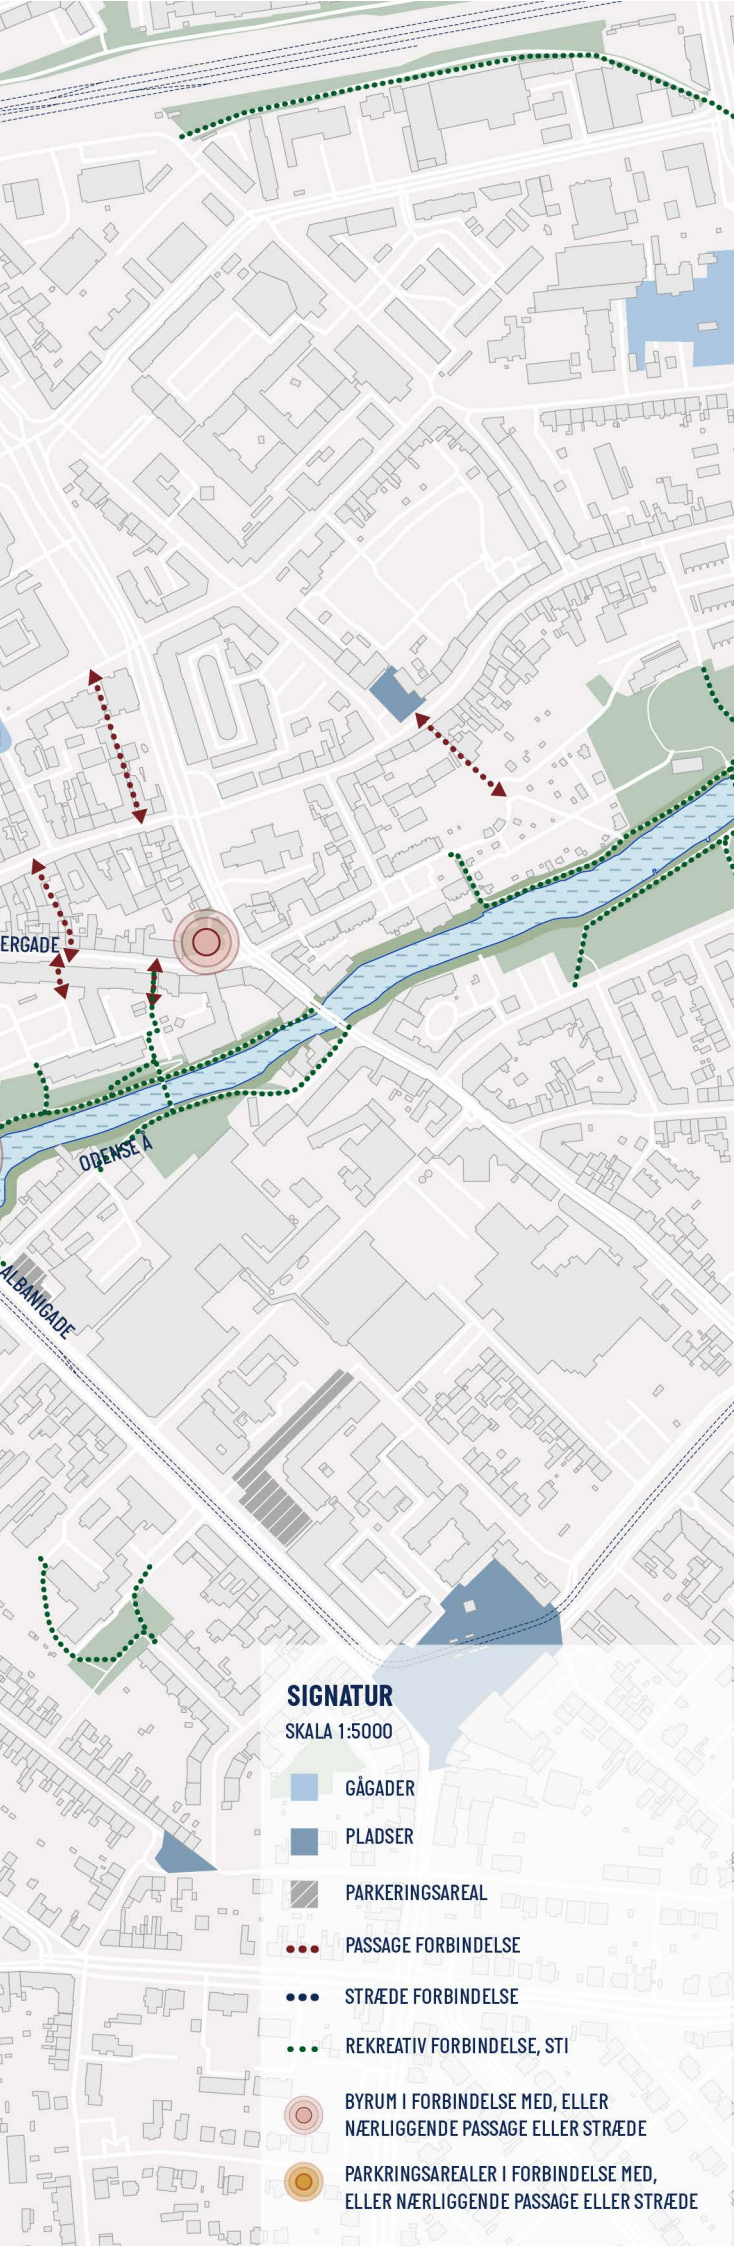 ERGADE
ODENSE Å
ALBANIGADE
SIGNATUR
SKALA 1:5000
GÅGADER
PLADSER
PARKERINGSAREAL
PASSAGE FORBINDELSE
STRÆDE FORBINDELSE
REKREATIV FORBINDELSE, STI
BYRUM I FORBINDELSE MED, ELLER
NÆRLIGGENDE PASSAGE ELLER STRÆDE
PARKRINGSAREALER I FORBINDELSE MED,
ELLER NÆRLIGGENDE PASSAGE ELLER STRÆDE